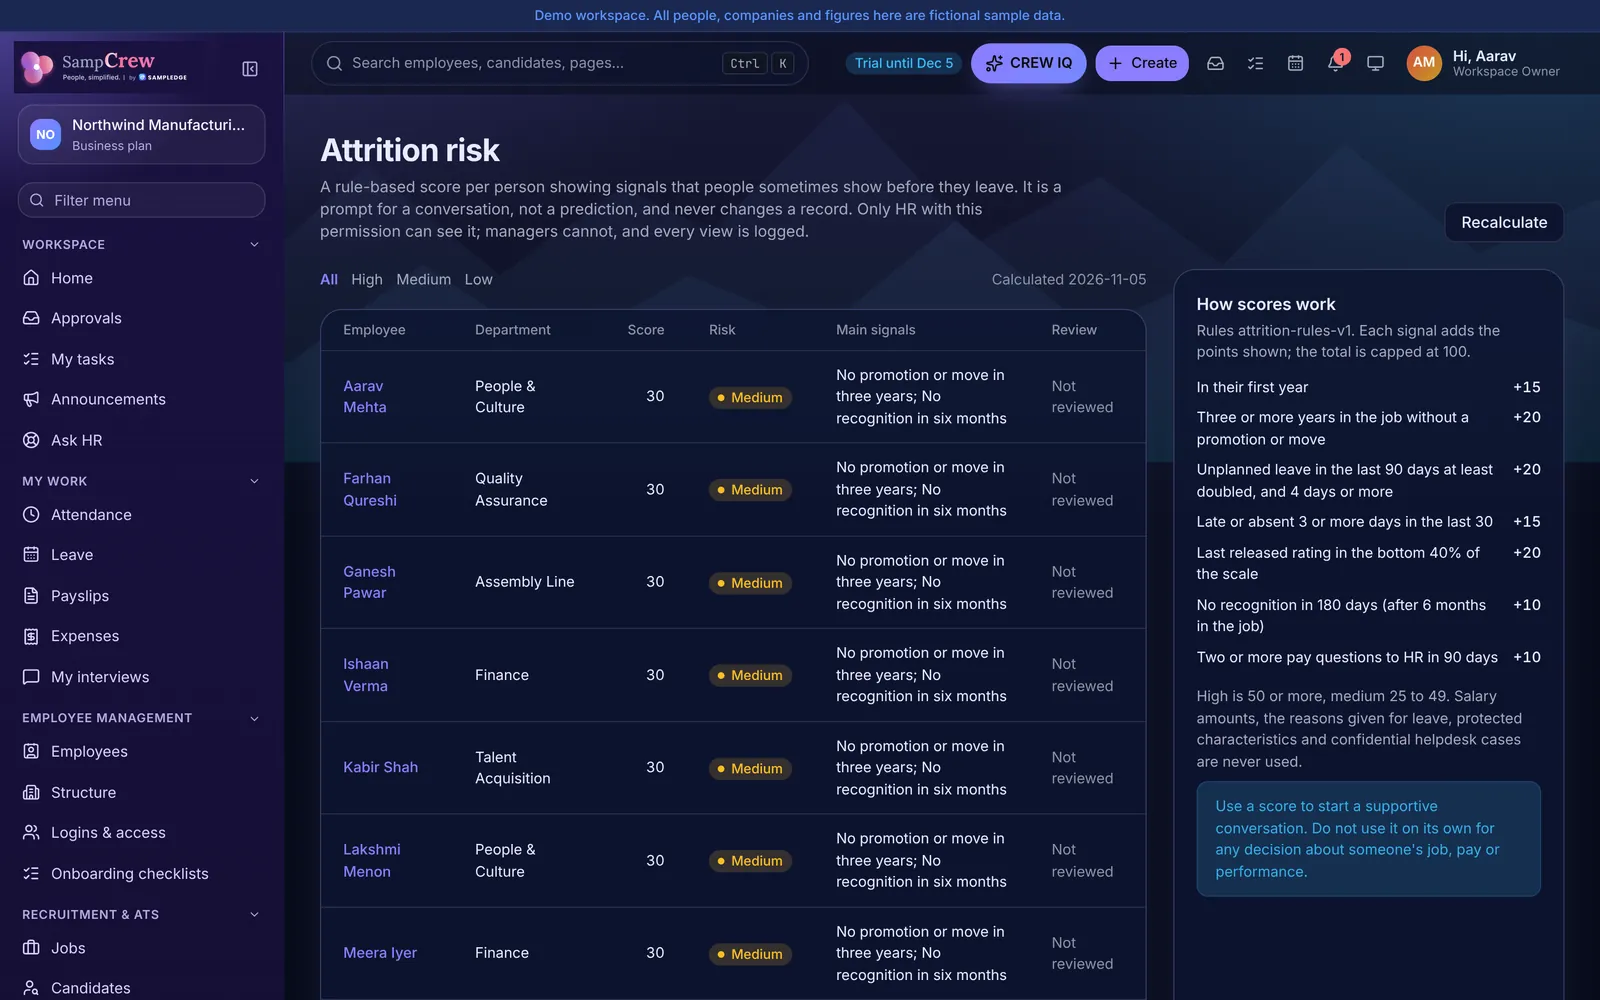 Demo workspace. All people, companies and figures here are fictional sample data.
SampCrew
People, simplified. | by SAMPLEDGE
Search employees, candidates, pages...
Ctrl K
Trial until Dec 5
CREW IQ
Create
1
AM
Hi, Aarav
Workspace Owner
NO
Northwind Manufacturi...
Business plan
Filter menu
WORKSPACE
Home
Approvals
My tasks
Announcements
Ask HR
MY WORK
Attendance
Leave
Payslips
Expenses
My interviews
EMPLOYEE MANAGEMENT
Employees
Structure
Logins & access
Onboarding checklists
RECRUITMENT & ATS
Jobs
Candidates
Attrition risk
A rule-based score per person showing signals that people sometimes show before they leave. It is a
prompt for a conversation, not a prediction, and never changes a record. Only HR with this
permission can see it; managers cannot, and every view is logged.
Recalculate
All High Medium Low
Calculated 2026-11-05
Employee Department Score Risk Main signals Review
Aarav
Mehta
People &
Culture
30
Medium
No promotion or move in
three years; No
recognition in six months
Not
reviewed
Farhan
Qureshi
Quality
Assurance
30
Medium
No promotion or move in
three years; No
recognition in six months
Not
reviewed
Ganesh
Pawar
Assembly Line
30
Medium
No promotion or move in
three years; No
recognition in six months
Not
reviewed
Ishaan
Verma
Finance
30
Medium
No promotion or move in
three years; No
recognition in six months
Not
reviewed
Kabir Shah
Talent
Acquisition
30
Medium
No promotion or move in
three years; No
recognition in six months
Not
reviewed
Lakshmi
Menon
People &
Culture
30
Medium
No promotion or move in
three years; No
recognition in six months
Not
reviewed
Meera Iyer
Finance
30
Medium
No promotion or move in
three years; No
recognition in six months
Not
reviewed
How scores work
Rules attrition-rules-v1. Each signal adds the
points shown; the total is capped at 100.
In their first year +15
Three or more years in the job without a +20
promotion or move
Unplanned leave in the last 90 days at least +20
doubled, and 4 days or more
Late or absent 3 or more days in the last 30 +15
Last released rating in the bottom 40% of +20
the scale
No recognition in 180 days (after 6 months +10
in the job)
Two or more pay questions to HR in 90 days +10
High is 50 or more, medium 25 to 49. Salary
amounts, the reasons given for leave, protected
characteristics and confidential helpdesk cases
are never used.
Use a score to start a supportive
conversation. Do not use it on its own for
any decision about someone's job, pay or
performance.